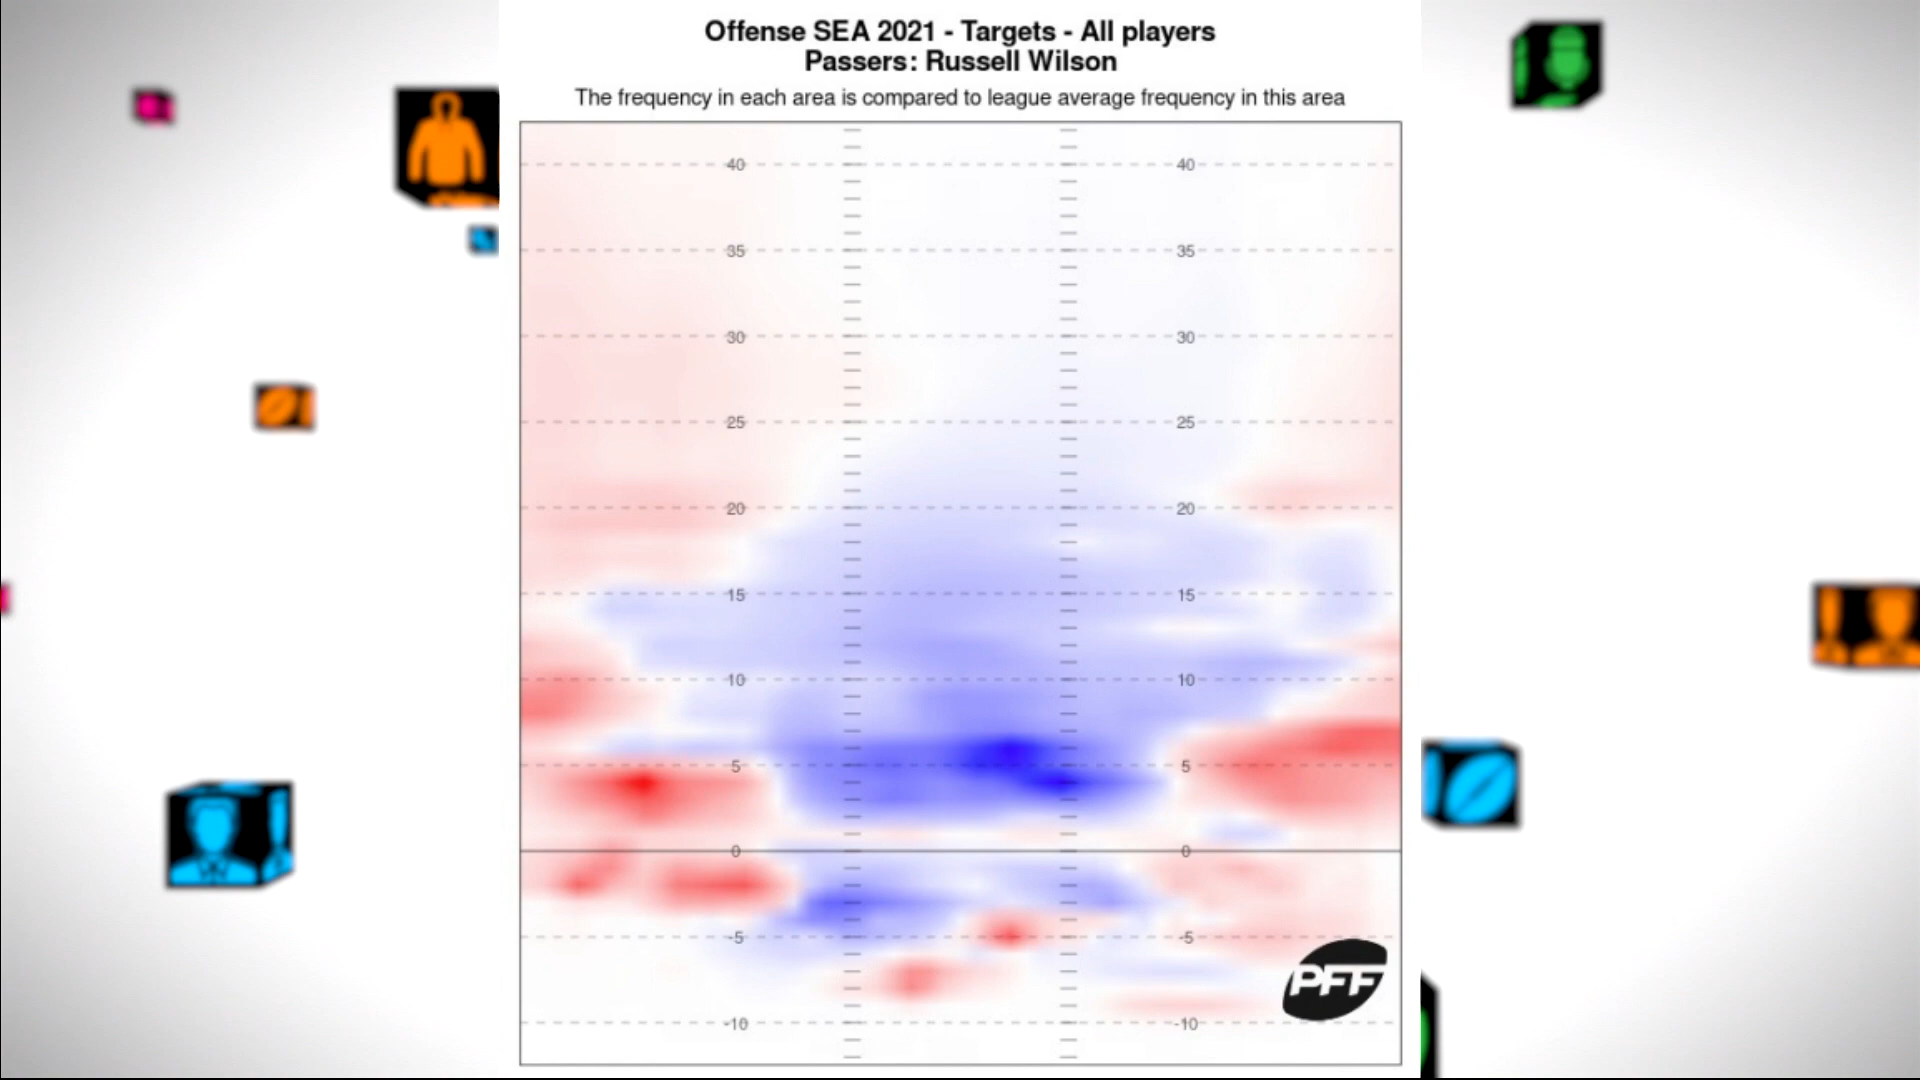 Offense SEA 2021 - Targets - All players
Passers: Russell Wilson
The frequency in each area is compared to league average frequency in this area
40 40
35 35
30 30
25 25
20 20
15 15
10 10
5 5
0 0
-5 -5
PFF
-10 -10